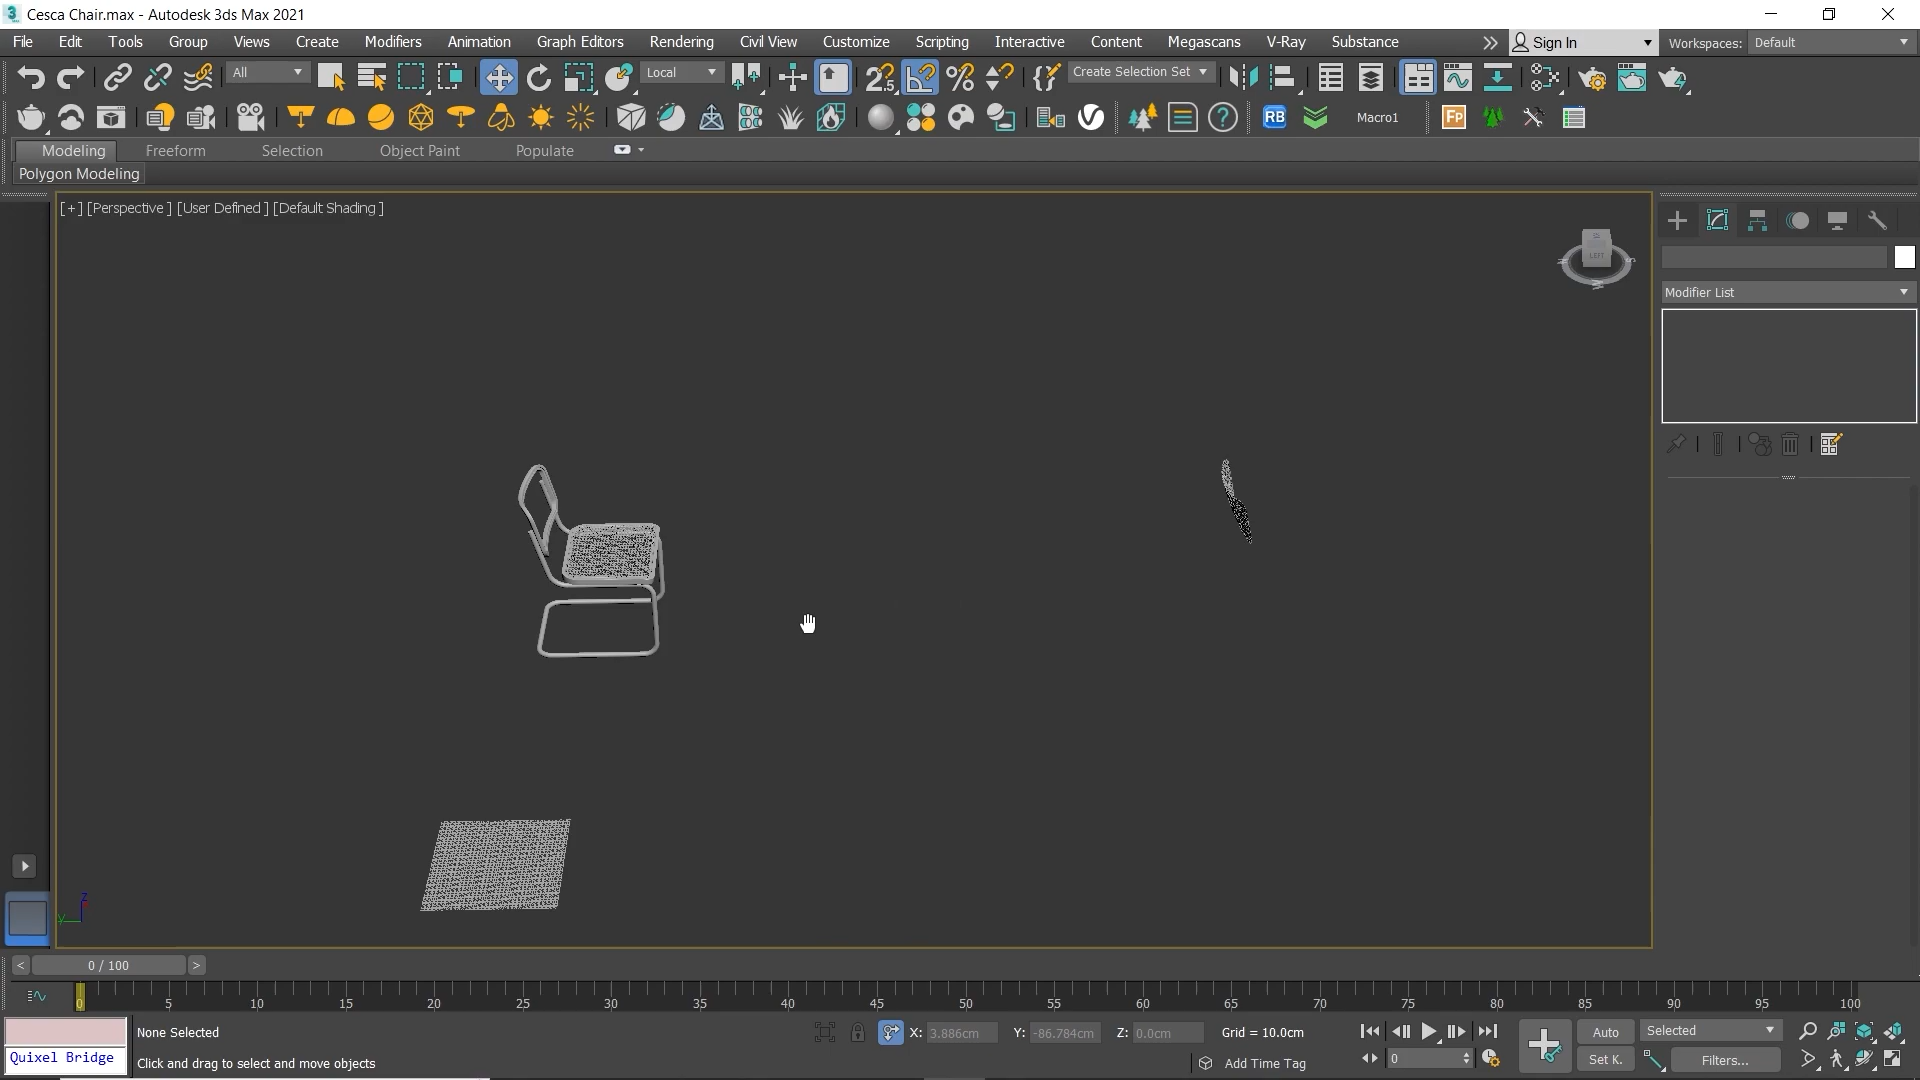 Cesca Chair.max - Autodesk 3ds Max 2021
File Edit Tools Group Views Create Modifiers Animation Graph Editors Rendering Civil View Customize Scripting Interactive Content Megascans V-Ray Substance Sign In Workspaces: Default
All Local Create Selection Set
RB Macro1 Fp
Modeling Freeform Selection Object Paint Populate
Polygon Modeling
[+] [Perspective ] [User Defined ] [Default Shading ]
LEFT
Modifier List
z
y
< 0 / 100 >
0 5 10 15 20 25 30 35 40 45 50 55 60 65 70 75 80 85 90 95 100
None Selected X: 3.886cm Y: -86.784cm Z: 0.0cm Grid = 10.0cm Auto Selected
Quixel Bridge Click and drag to select and move objects Add Time Tag 0 Set K. Filters...